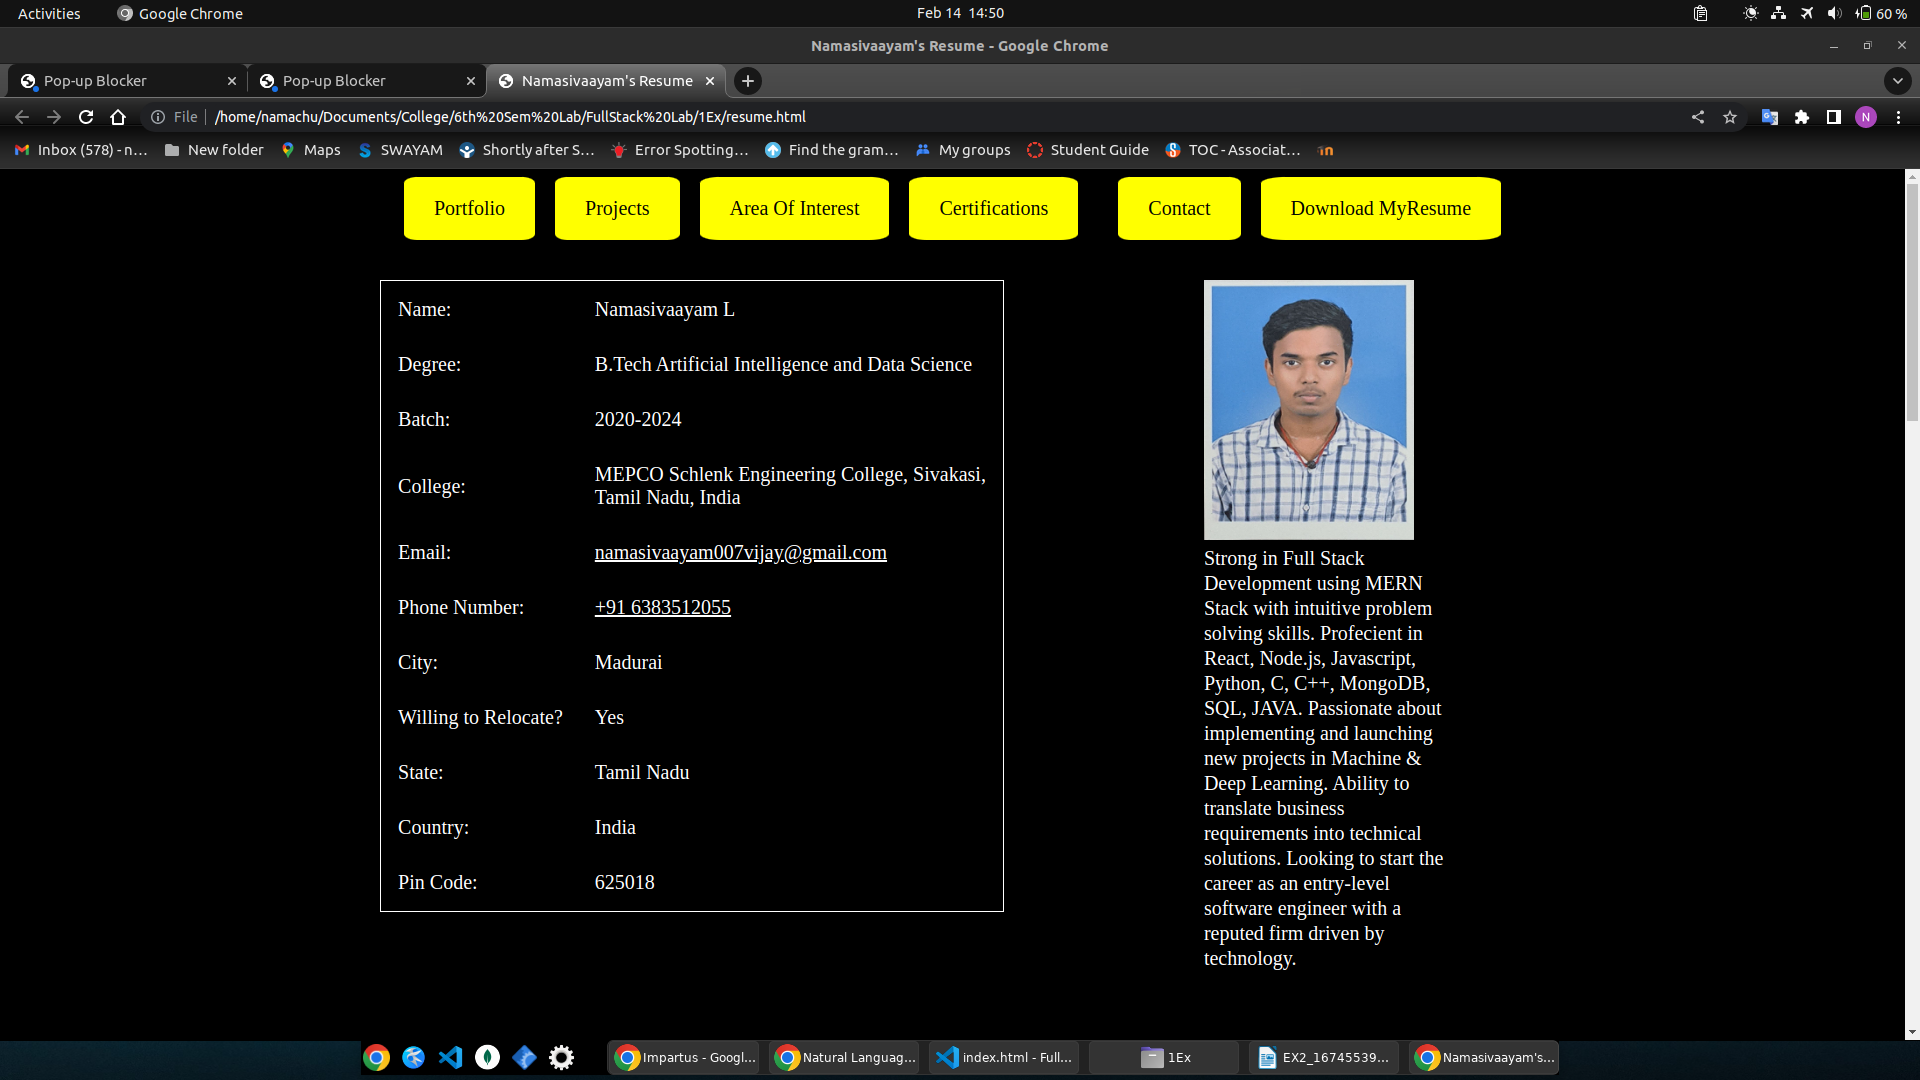 Activities
Google Chrome
Feb 14 14:50
60 %
Namasivaayam's Resume - Google Chrome
Pop-up Blocker
Pop-up Blocker
Namasivaayam's Resume
File
/home/namachu/Documents/College/6th%20Sem%20Lab/FullStack%20Lab/1Ex/resume.html
N
Inbox (578) - n...
New folder
Maps
SWAYAM
Shortly after S...
Error Spotting...
Find the gram...
My groups
Student Guide
TOC - Associat...
Portfolio
Projects
Area Of Interest
Certifications
Contact
Download MyResume
Name: Namasivaayam L
Degree: B.Tech Artificial Intelligence and Data Science
Batch: 2020-2024
College: MEPCO Schlenk Engineering College, Sivakasi,
Tamil Nadu, India
Email: namasivaayam007vijay@gmail.com
Phone Number: +91 6383512055
City: Madurai
Willing to Relocate? Yes
State: Tamil Nadu
Country: India
Pin Code: 625018
Strong in Full Stack
Development using MERN
Stack with intuitive problem
solving skills. Profecient in
React, Node.js, Javascript,
Python, C, C++, MongoDB,
SQL, JAVA. Passionate about
implementing and launching
new projects in Machine &
Deep Learning. Ability to
translate business
requirements into technical
solutions. Looking to start the
career as an entry-level
software engineer with a
reputed firm driven by
technology.
Impartus - Googl...
Natural Languag...
index.html - Full...
1Ex
EX2_16745539...
Namasivaayam's...